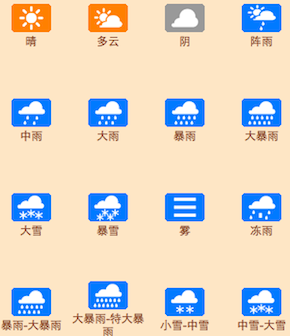 晴 多云 阴 阵雨
中雨 大雨 暴雨 大暴雨
大雪 暴雪 雾 冻雨
暴雨-大暴雨 大暴雨-特大暴 小雪-中雪 中雪-大雪
雨